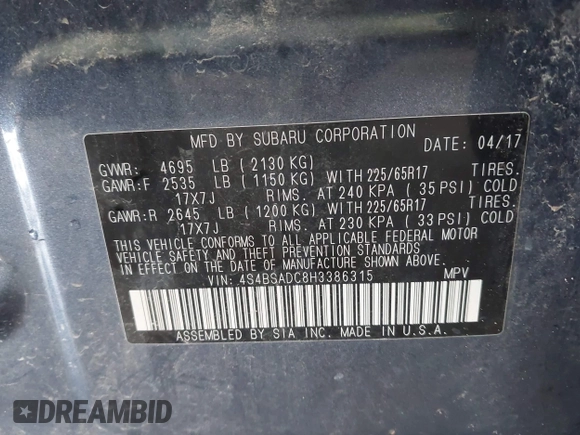 MFD BY SUBARU CORPORATION DATE: 04/17
GVWR: 4695 LB (2130 KG)
GAWR:F 2535 LB (1150 KG) WITH 225/65R17 TIRES.
17X7J RIMS. AT 240 KPA (35 PSI) COLD
GAWR:R 2645 LB (1200 KG) WITH 225/65R17 TIRES.
17X7J RIMS. AT 230 KPA (33 PSI) COLD
THIS VEHICLE CONFORMS TO ALL APPLICABLE FEDERAL MOTOR
VEHICLE SAFETY AND THEFT PREVENTION STANDARDS
IN EFFECT ON THE DATE OF MANUFACTURE SHOWN ABOVE.
VIN: 4S4BSADC8H3386315 MPV
ASSEMBLED BY SIA INC. MADE IN U.S.A.
DREAMBID